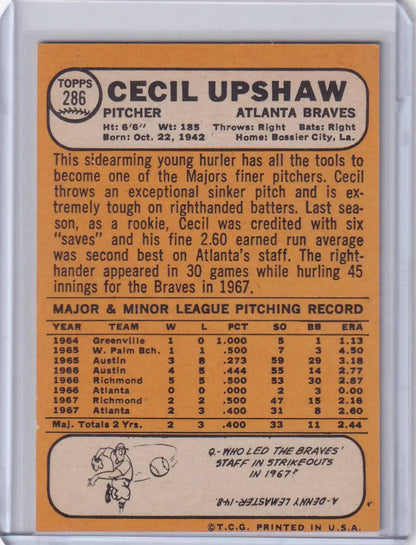 TOPPS
286
CECIL UPSHAW
PITCHER ATLANTA BRAVES
Ht: 6'6" Wt: 185 Throws: Right Bats: Right
Born: Oct. 22, 1942 Home: Bossier City, La.
This sidearming young hurler has all the tools to
become one of the Majors finer pitchers. Cecil
throws an exceptional sinker pitch and is ex-
tremely tough on righthanded batters. Last sea-
son, as a rookie, Cecil was credited with six
"saves" and his fine 2.60 earned run average
was second best on Atlanta's staff. The right-
hander appeared in 30 games while hurling 45
innings for the Braves in 1967.
MAJOR & MINOR LEAGUE PITCHING RECORD
YEAR TEAM W L PCT SO BB ERA
1964 Greenville 1 0 1.000 5 1 1.13
1965 W. Palm Bch. 1 1 .500 7 3 4.50
1965 Austin 3 8 .273 59 29 3.18
1966 Austin 4 5 .444 55 14 2.77
1966 Richmond 5 5 .500 53 30 2.87
1966 Atlanta 0 0 .000 2 3 0.00
1967 Richmond 2 2 .500 47 15 2.16
1967 Atlanta 2 3 .400 31 8 2.60
Maj. Totals 2 Yrs. 2 3 .400 33 11 2.44
Q.-WHO LED THE BRAVES'
STAFF IN STRIKEOUTS
IN 1967?
A-DENNY LEMASTER-148
©T.C.G. PRINTED IN U.S.A.